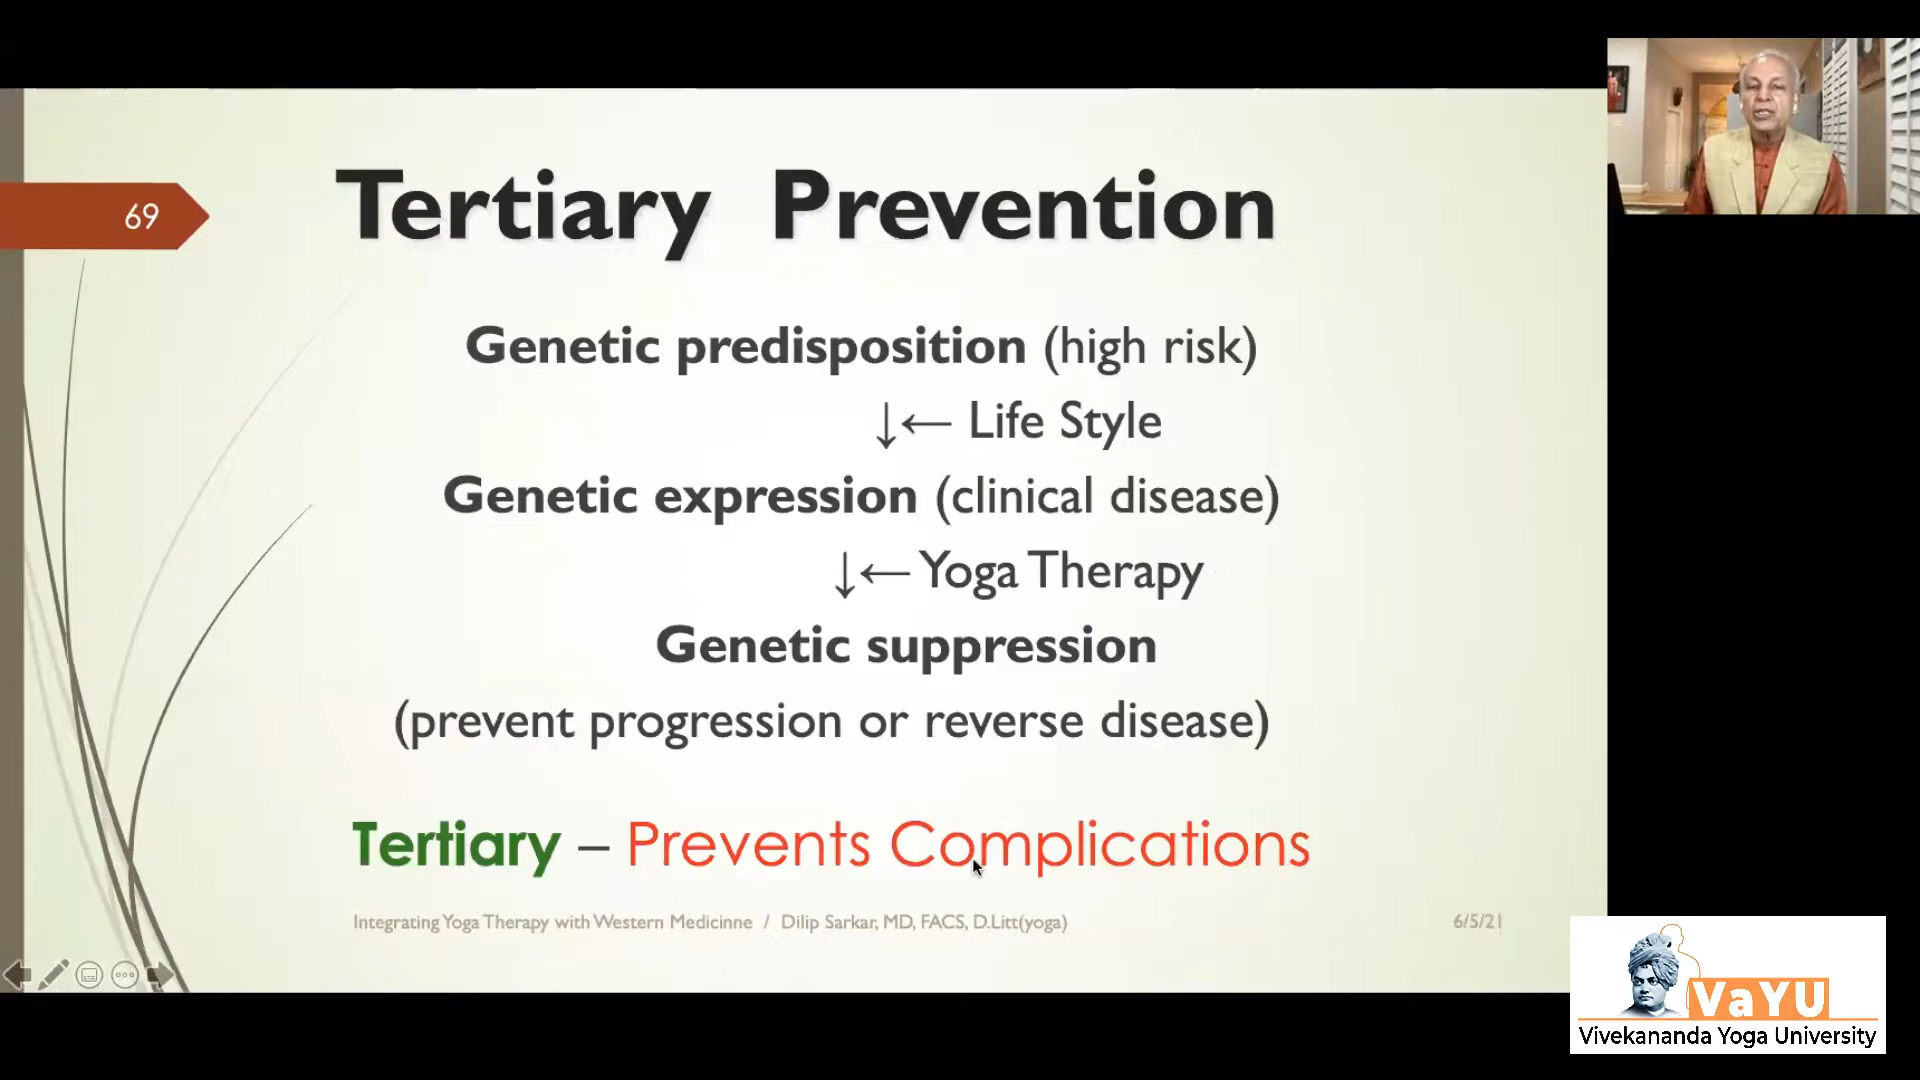 69
Tertiary Prevention
Genetic predisposition (high risk)
↓← Life Style
Genetic expression (clinical disease)
↓← Yoga Therapy
Genetic suppression
(prevent progression or reverse disease)
Tertiary – Prevents Complications
Integrating Yoga Therapy with Western Medicinne / Dilip Sarkar, MD, FACS, D.Litt(yoga)
6/5/21
VaYU
Vivekananda Yoga University